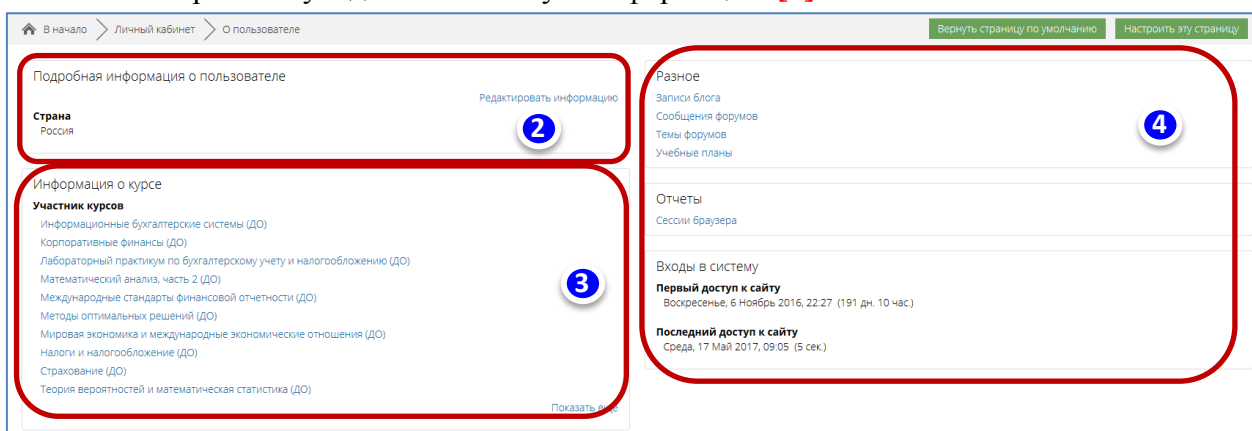 В начало Личный кабинет О пользователе Вернуть страницу по умолчанию Настроить эту страницу
Подробная информация о пользователе
Редактировать информацию
Страна
Россия
2
Информация о курсе
Участник курсов
Информационные бухгалтерские системы (ДО)
Корпоративные финансы (ДО)
Лабораторный практикум по бухгалтерскому учету и налогообложению (ДО)
Математический анализ, часть 2 (ДО)
Международные стандарты финансовой отчетности (ДО)
Методы оптимальных решений (ДО)
Мировая экономика и международные экономические отношения (ДО)
Налоги и налогообложение (ДО)
Страхование (ДО)
Теория вероятностей и математическая статистика (ДО)
Показать еще
3
Разное
Записи блога
Сообщения форумов
Темы форумов
Учебные планы
4
Отчеты
Сессии браузера
Входы в систему
Первый доступ к сайту
Воскресенье, 6 Ноябрь 2016, 22:27 (191 дн. 10 час.)
Последний доступ к сайту
Среда, 17 Май 2017, 09:05 (5 сек.)